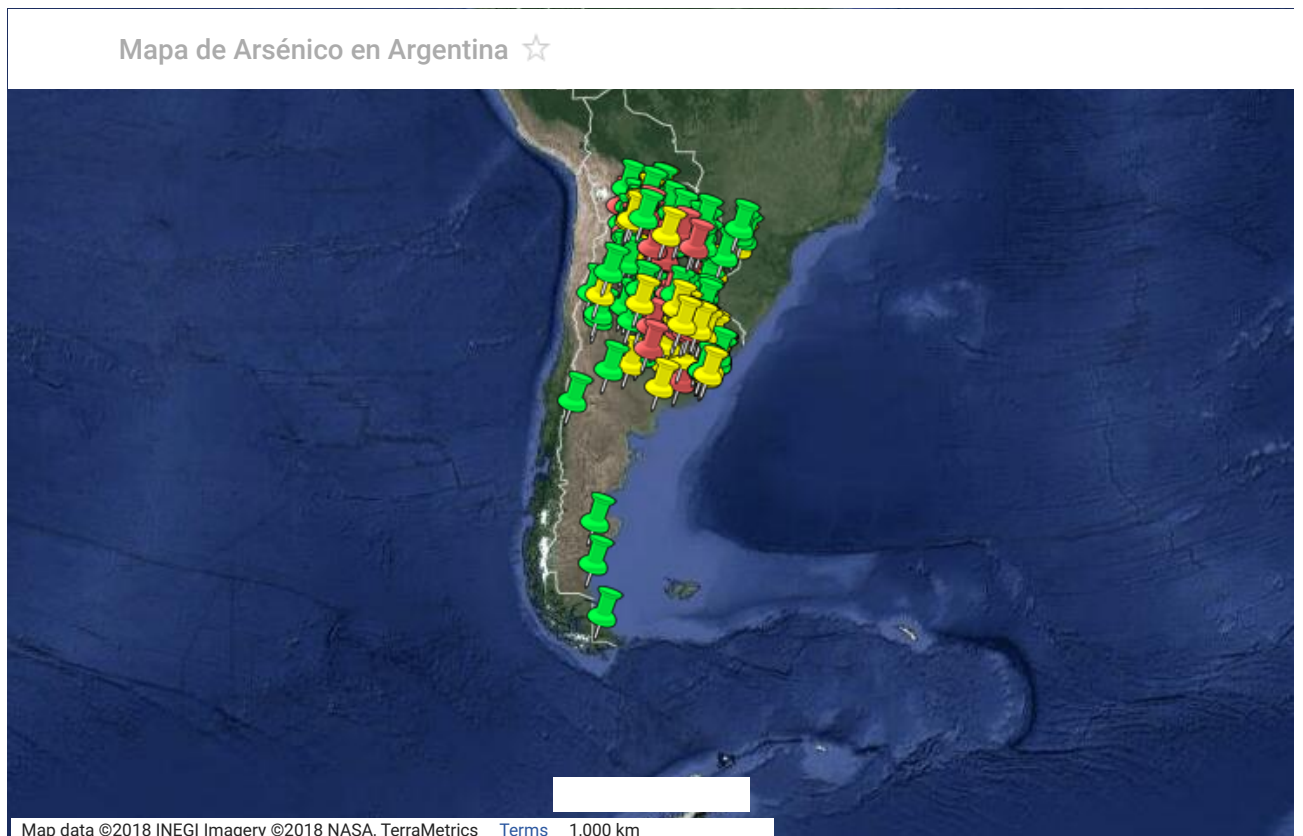 Mapa de Arsénico en Argentina
Map data ©2018 INEGI Imagery ©2018 NASA, TerraMetrics Terms 1,000 km